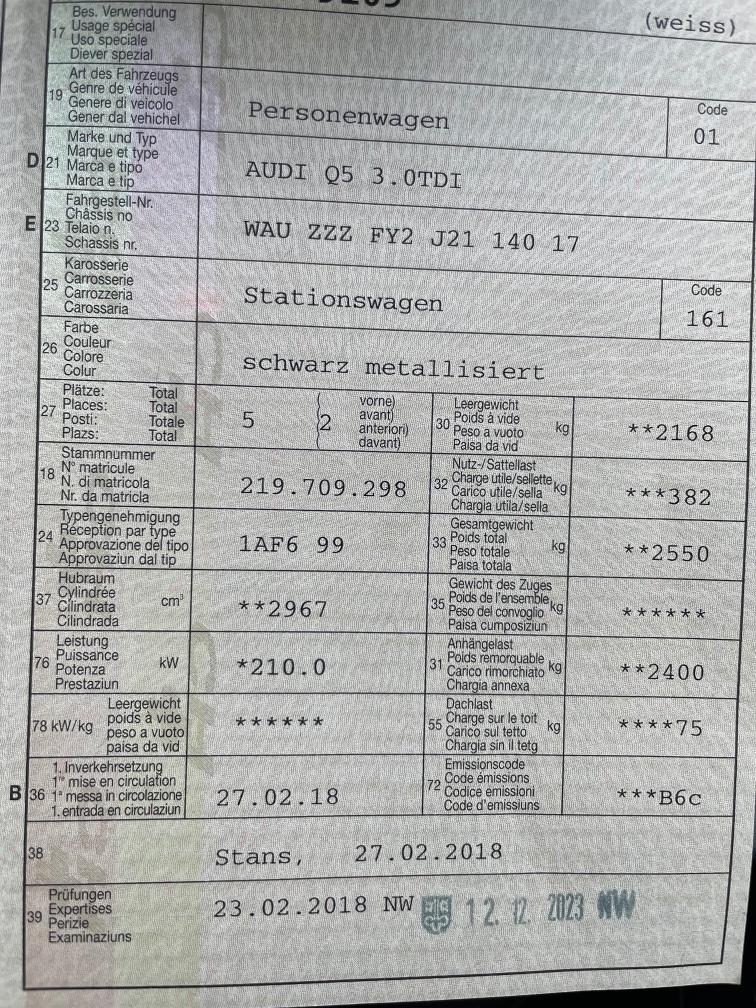 (weiss)
17 Bes. Verwendung
Usage spécial
Uso speciale
Diever spezial
19 Art des Fahrzeugs
Genre de véhicule
Genere di veicolo
Gener dal vehichel
Personenwagen
Code
01
D 21 Marke und Typ
Marque et type
Marca e tipo
Marca e tip
AUDI Q5 3.0TDI
E 23 Fahrgestell-Nr.
Châssis no
Telaio n.
Schassis nr.
WAU ZZZ FY2 J21 140 17
25 Karosserie
Carrosserie
Carrozzeria
Carossaria
Stationswagen
Code
161
26 Farbe
Couleur
Colore
Colur
schwarz metallisiert
27 Plätze: Total
Places: Total
Posti: Totale
Plazs: Total
5 (2 vorne)
avant)
anteriori)
davant)
30 Leergewicht
Poids à vide
Peso a vuoto
Paisa da vid
kg
**2168
18 Stammnummer
N° matricule
N. di matricola
Nr. da matricla
219.709.298
32 Nutz-/Sattellast
Charge utile/sellette
Carico utile/sella
Chargia utila/sella
kg
***382
24 Typengenehmigung
Réception par type
Approvazione del tipo
Approvaziun dal tip
1AF6 99
33 Gesamtgewicht
Poids total
Peso totale
Paisa totala
kg
**2550
37 Hubraum
Cylindrée
Cilindrata
Cilindrada
cm³
**2967
35 Gewicht des Zuges
Poids de l'ensemble
Peso del convoglio
Paisa cumposiziun
kg
******
76 Leistung
Puissance
Potenza
Prestaziun
kW
*210.0
31 Anhängelast
Poids remorquable
Carico rimorchiato
Chargia annexa
kg
**2400
78 kW/kg Leergewicht
poids à vide
peso a vuoto
paisa da vid
******
55 Dachlast
Charge sur le toit
Carico sul tetto
Chargia sin il tetg
kg
****75
B 36 1. Inverkehrsetzung
1re mise en circulation
1a messa in circolazione
1. entrada en circulaziun
27.02.18
72 Emissionscode
Code émissions
Codice emissioni
Code d'emissiuns
***B6c
38
Stans, 27.02.2018
39 Prüfungen
Expertises
Perizie
Examinaziuns
23.02.2018 NW 12. 12. 2023 NW